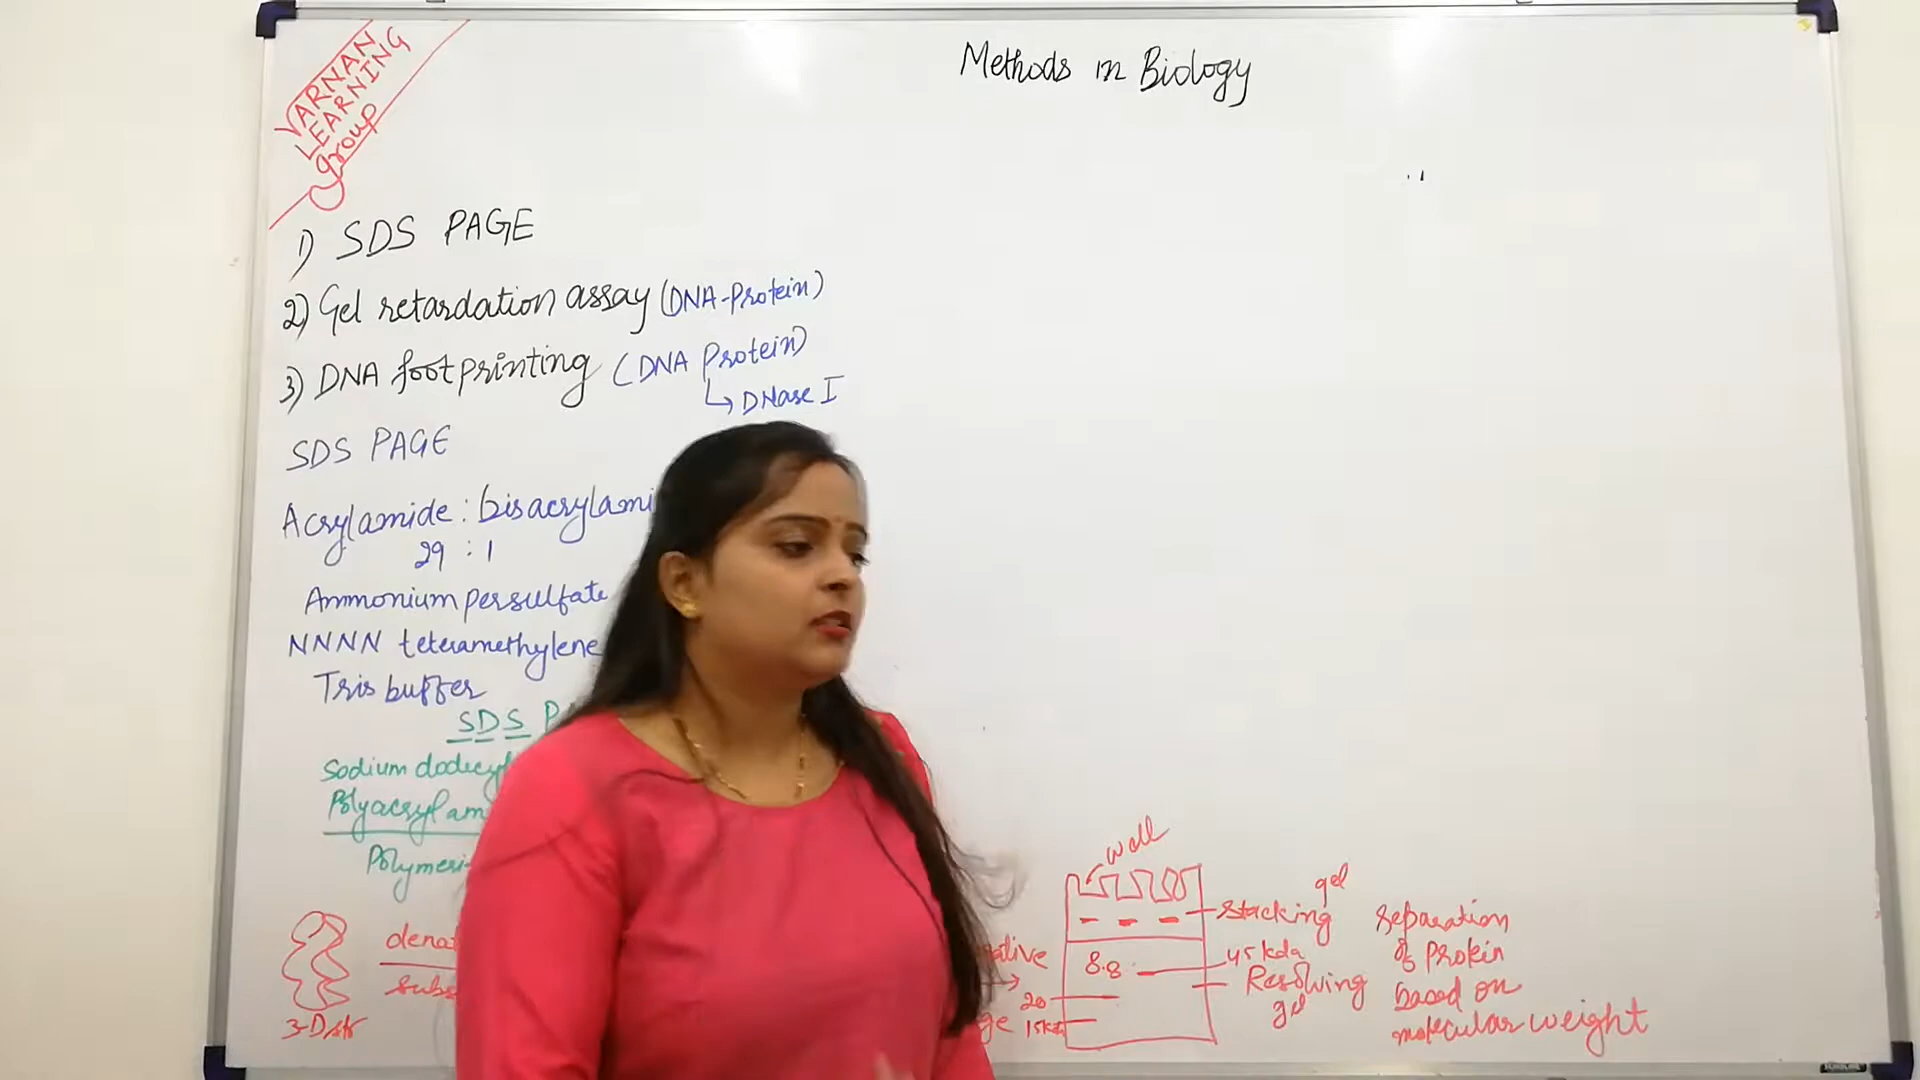 VARNAN
LEARNING
group
Methods in Biology
1) SDS PAGE
2) Gel retardation assay (DNA-Protein)
3) DNA footprinting (DNA Protein)
↳ DNase I
SDS PAGE
Acrylamide : bisacrylami
29 : 1
Ammonium persulfate
NNNN tetramethylene
Tris buffer
SDS P
Sodium dodecyl
Polyacrylam
Polymeri
3-D str
denat
subs
ative
ge
well
Stacking gel
45 kda
8.8
Resolving gel
20
15kd
Separation
of Protein
based on
molecular weight